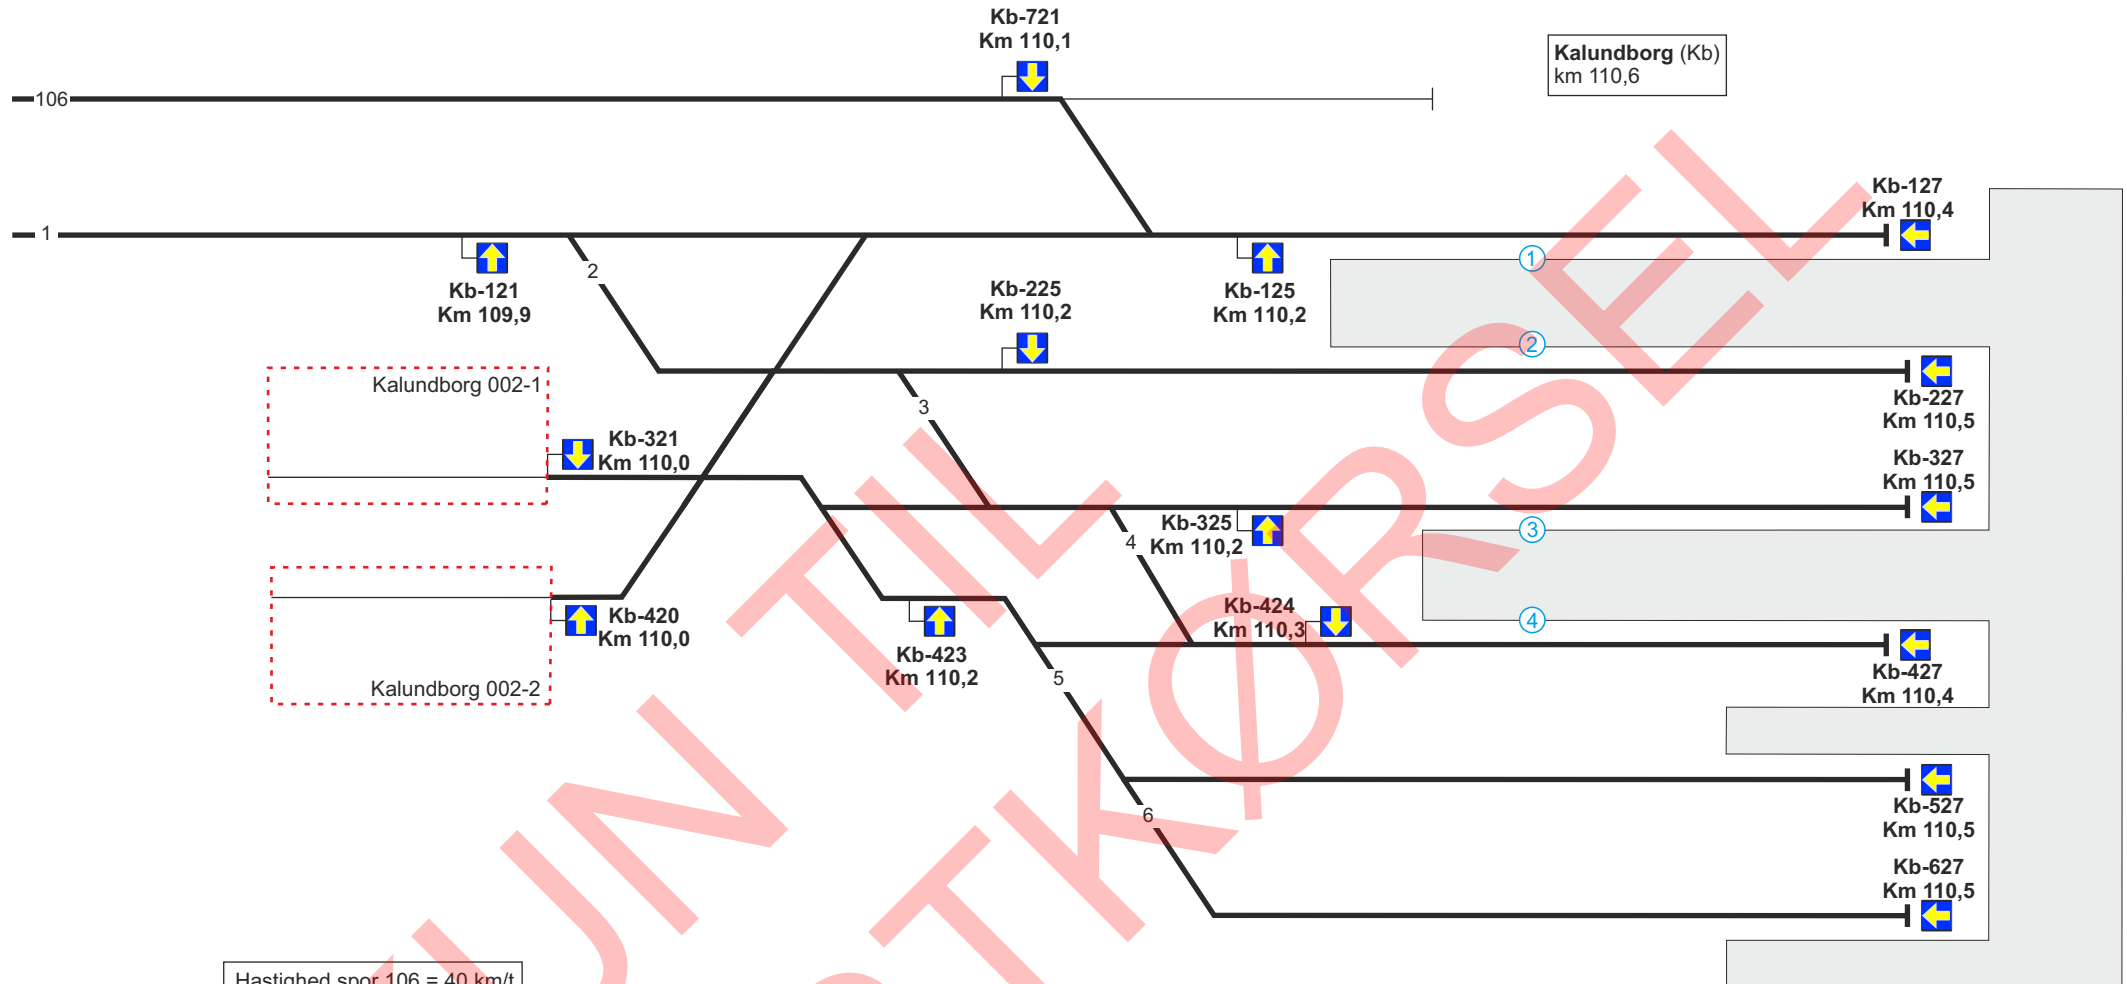 Kb-721
Km 110,1
Kalundborg (Kb)
km 110,6
106
Kb-127
Km 110,4
1
1
2
Kb-121
Km 109,9
Kb-225
Km 110,2
Kb-125
Km 110,2
2
Kalundborg 002-1
3
Kb-227
Km 110,5
Kb-321
Km 110,0
Kb-327
Km 110,5
Kb-325
Km 110,2
3
4
Kb-420
Km 110,0
Kb-424
Km 110,3
4
Kb-423
Km 110,2
Kb-427
Km 110,4
Kalundborg 002-2
5
Kb-527
Km 110,5
6
Kb-627
Km 110,5
Hastighed spor 106 = 40 km/t
KUN TIL
TKØRSEL